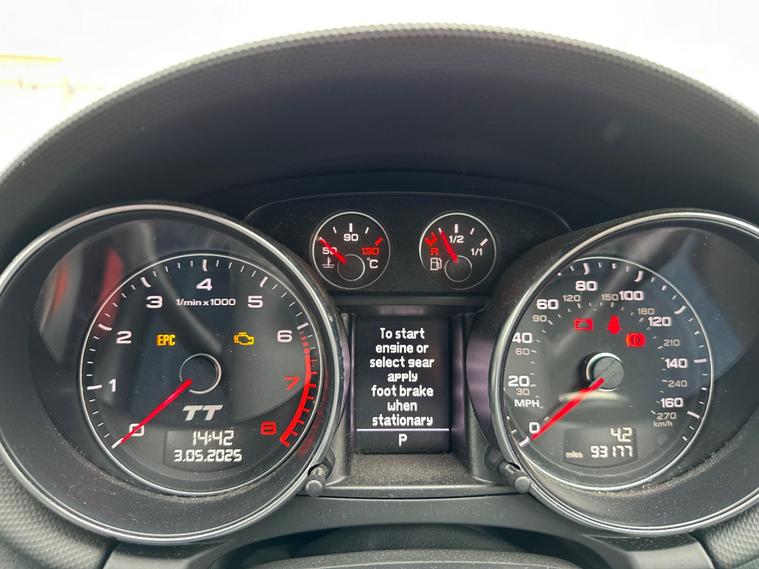 4
3
5
1/min x 1000
2
EPC
6
1
7
TT
0
8
14:42
3.05.2025
50
90
130
°C
R
1/2
1/1
To start
engine or
select gear
apply
foot brake
when
stationary
P
80
100
60
120
150
180
120
90
40
60
210
140
20
30
MPH
240
160
0
270
km/h
4.2
miles 93177